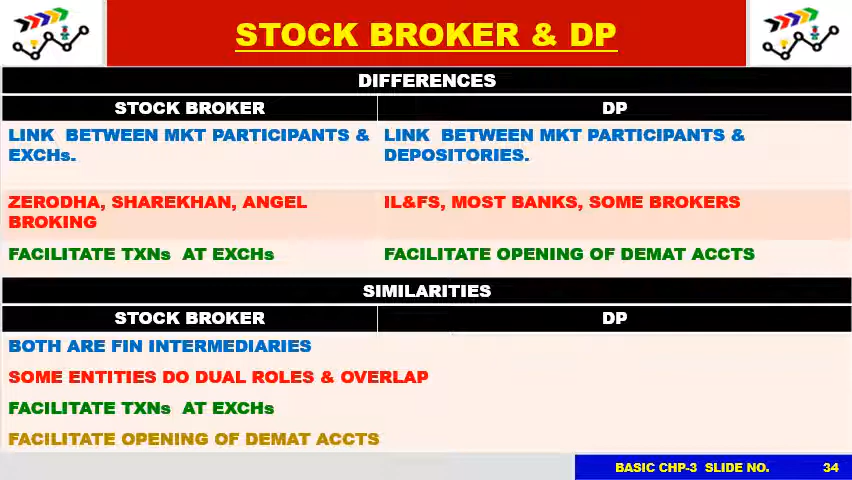 STOCK BROKER & DP
DIFFERENCES
STOCK BROKER DP
LINK BETWEEN MKT PARTICIPANTS & EXCHs.
LINK BETWEEN MKT PARTICIPANTS & DEPOSITORIES.
ZERODHA, SHAREKHAN, ANGEL BROKING
IL&FS, MOST BANKS, SOME BROKERS
FACILITATE TXNs AT EXCHs
FACILITATE OPENING OF DEMAT ACCTS
SIMILARITIES
STOCK BROKER DP
BOTH ARE FIN INTERMEDIARIES
SOME ENTITIES DO DUAL ROLES & OVERLAP
FACILITATE TXNs AT EXCHs
FACILITATE OPENING OF DEMAT ACCTS
BASIC CHP-3 SLIDE NO. 34